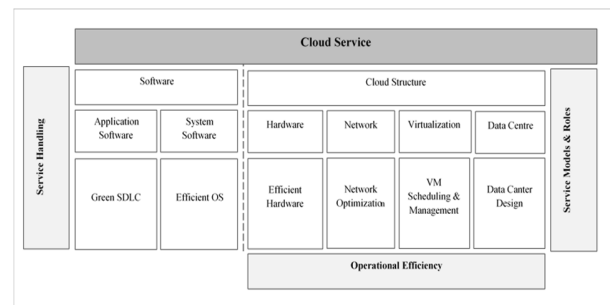 Cloud Service
Service Handling
Software
Cloud Structure
Service Models & Roles
Application
Software
System
Software
Hardware
Network
Virtualization
Data Centre
Green SDLC
Efficient OS
Efficient
Hardware
Network
Optimization
VM
Scheduling &
Management
Data Canter
Design
Operational Efficiency